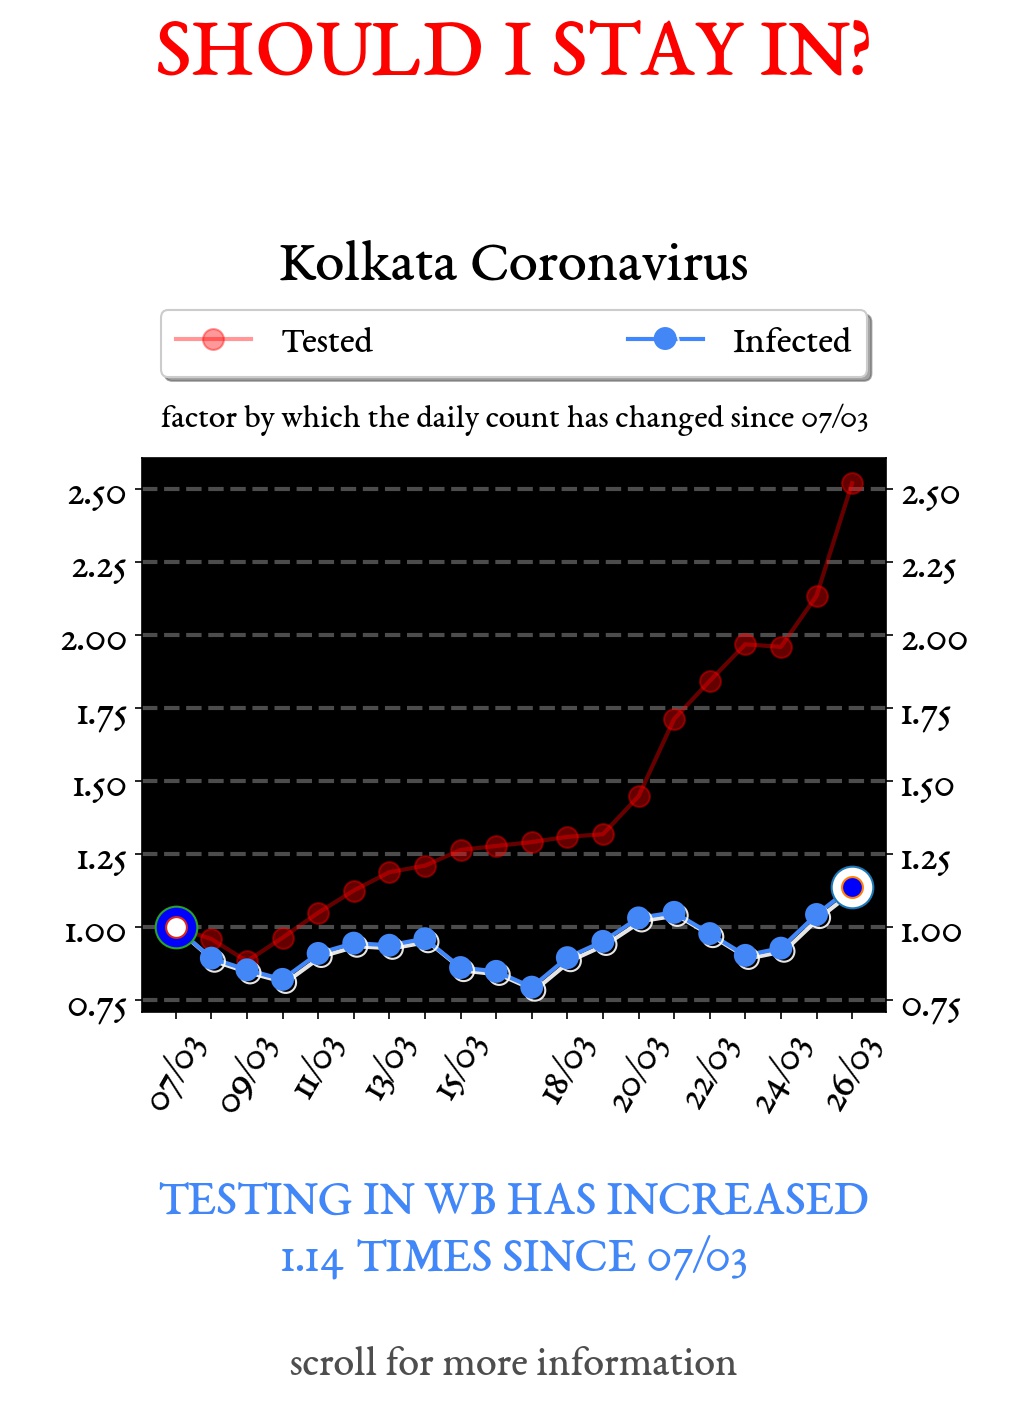 SHOULD I STAY IN?
Kolkata Coronavirus
Tested Infected
factor by which the daily count has changed since 07/03
2.50 2.50
2.25 2.25
2.00 2.00
1.75 1.75
1.50 1.50
1.25 1.25
1.00 1.00
0.75 0.75
07/03 09/03 11/03 13/03 15/03 18/03 20/03 22/03 24/03 26/03
TESTING IN WB HAS INCREASED
1.14 TIMES SINCE 07/03
scroll for more information